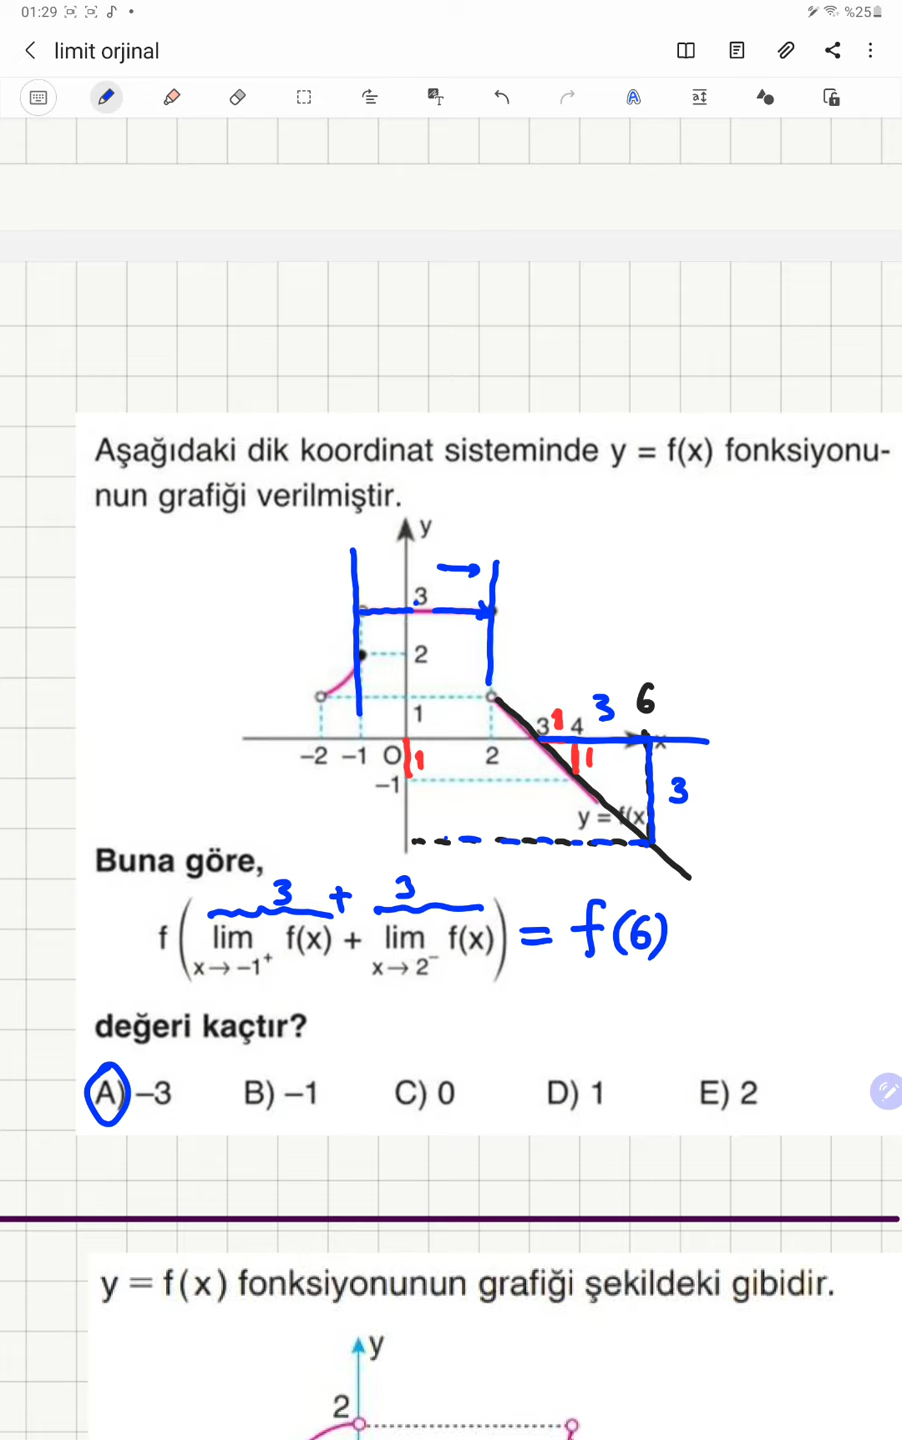 01:29
%25
limit orjinal
Aşağıdaki dik koordinat sisteminde y = f(x) fonksiyonu-
nun grafiği verilmiştir.
y
3
2
1
3 1 4 3 6
x
-2 -1 O 1 2 1
-1 3
y = f(x
Buna göre,
3 + 3
f ( lim x→-1⁺ f(x) + lim x→2⁻ f(x) ) = f(6)
değeri kaçtır?
A) -3 B) -1 C) 0 D) 1 E) 2
y = f(x) fonksiyonunun grafiği şekildeki gibidir.
y
2